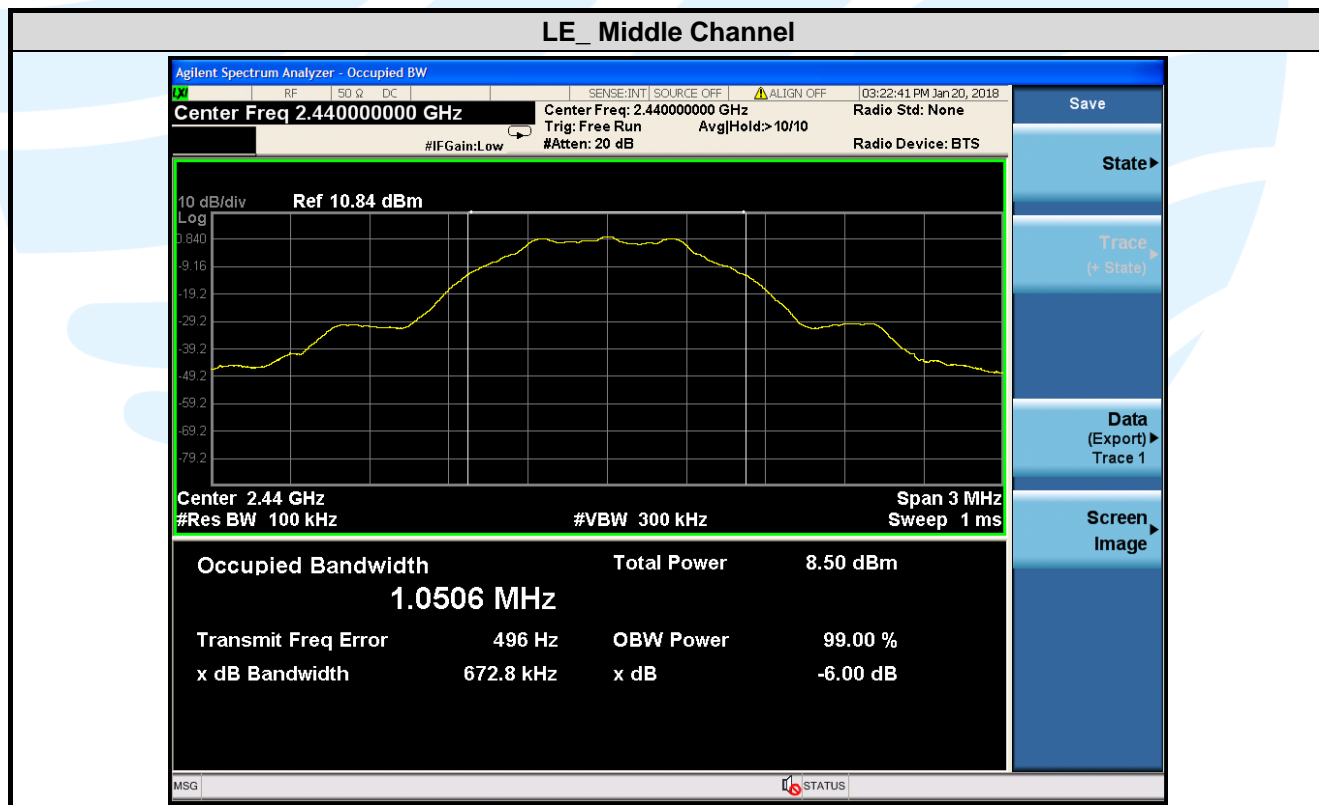 LE_ Middle Channel
Agilent Spectrum Analyzer - Occupied BW
LXI RF 50 Ω DC SENSE:INT SOURCE OFF ALIGN OFF 03:22:41 PM Jan 20, 2018
Center Freq 2.440000000 GHz
Center Freq: 2.440000000 GHz Radio Std: None
Trig: Free Run Avg|Hold:>10/10
#IFGain:Low #Atten: 20 dB Radio Device: BTS
10 dB/div Ref 10.84 dBm
Log
0.840
-9.16
-19.2
-29.2
-39.2
-49.2
-59.2
-69.2
-79.2
Center 2.44 GHz Span 3 MHz
#Res BW 100 kHz #VBW 300 kHz Sweep 1 ms
Occupied Bandwidth Total Power 8.50 dBm
1.0506 MHz
Transmit Freq Error 496 Hz OBW Power 99.00 %
x dB Bandwidth 672.8 kHz x dB -6.00 dB
MSG STATUS
Save
State
Trace
(+ State)
Data
(Export)
Trace 1
Screen
Image